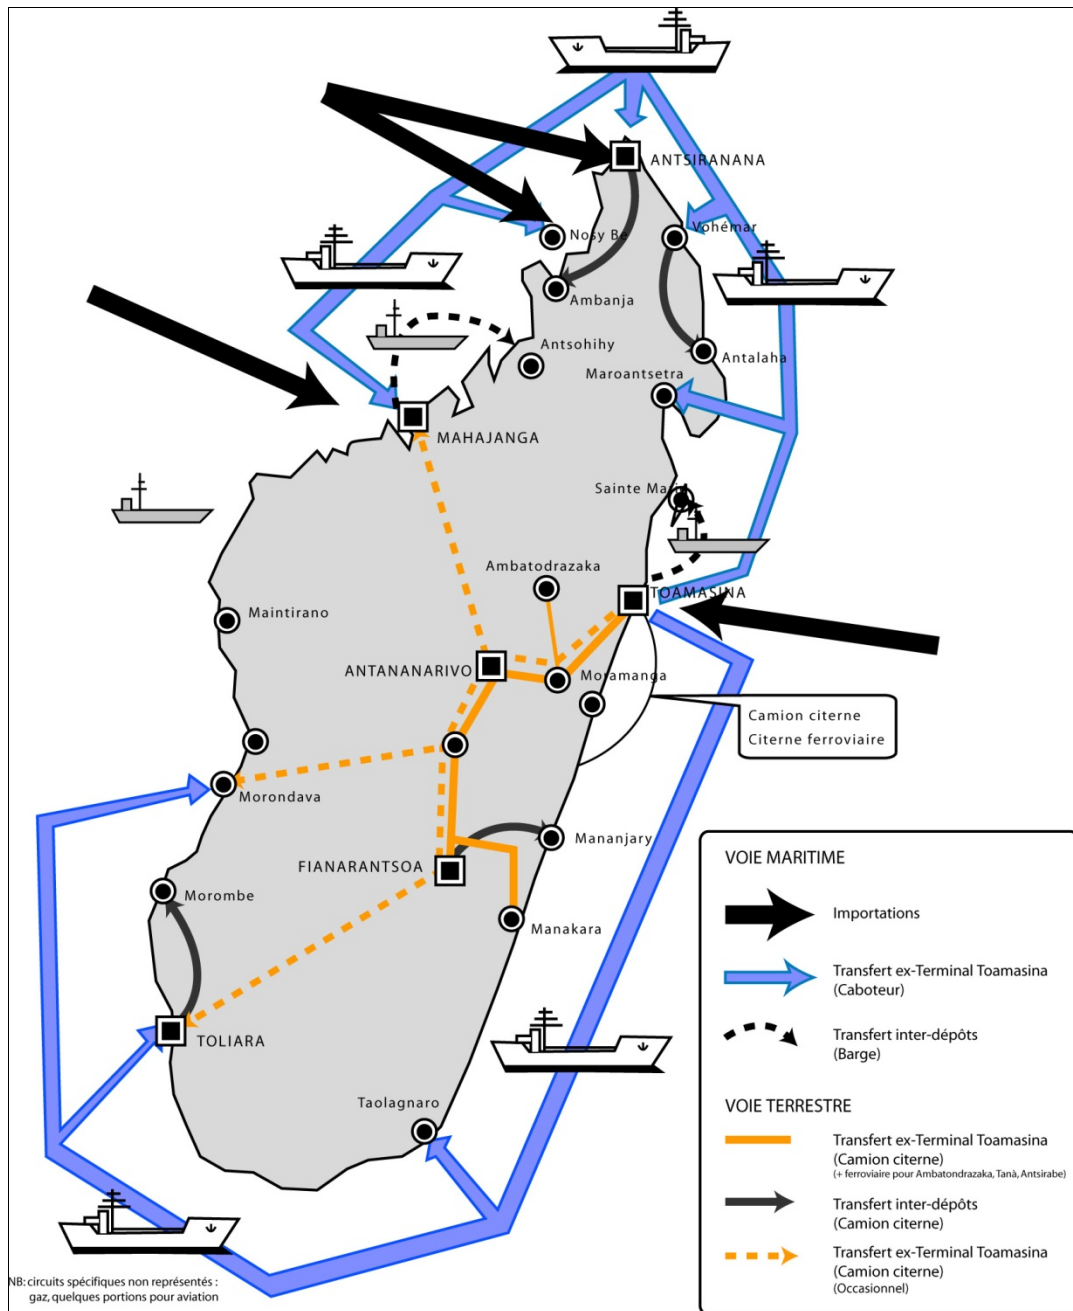 ANTSIRANANA
Nosy Be
Vohémar
Ambanja
Antsohihy
Antalaha
Maroantsetra
MAHAJANGA
Sainte Marie
Ambatodrazaka
TOAMASINA
Maintirano
ANTANANARIVO
Moramanga
Camion citerne
Citerne ferroviaire
Morondava
Mananjary
FIANARANTSOA
Morombe
Manakara
TOLIARA
Taolagnaro
VOIE MARITIME
Importations
Transfert ex-Terminal Toamasina
(Caboteur)
Transfert inter-dépôts
(Barge)
VOIE TERRESTRE
Transfert ex-Terminal Toamasina
(Camion citerne)
(+ ferroviaire pour Ambatondrazaka, Tanà, Antsirabe)
Transfert inter-dépôts
(Camion citerne)
Transfert ex-Terminal Toamasina
(Camion citerne)
(Occasionnel)
NB: circuits spécifiques non représentés :
gaz, quelques portions pour aviation